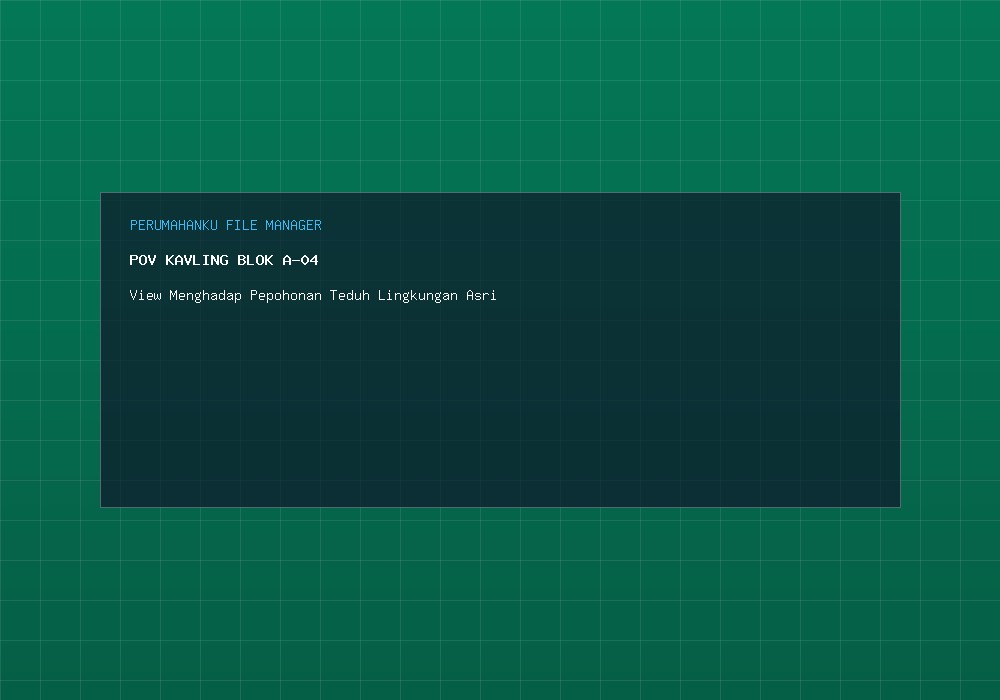 PERUMAHANKU FILE MANAGER
POV KAVLING BLOK A-04
View Menghadap Pepohonan Teduh Lingkungan Asri